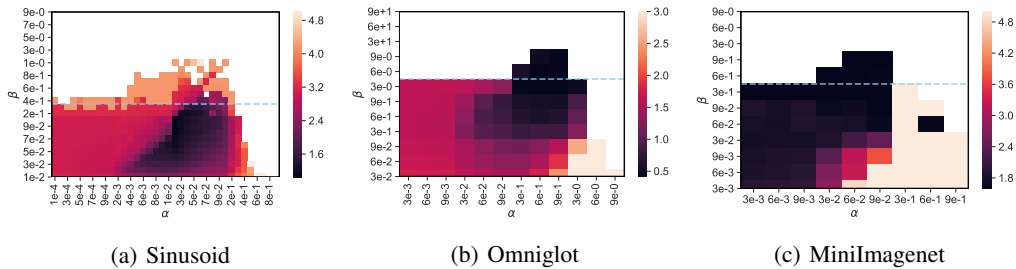 9e-0
7e-0
5e-0
3e-0
1e-0
8e-1
6e-1
4e-1
2e-1
9e-2
7e-2
5e-2
3e-2
1e-2
β
1e-4 3e-4 5e-4 7e-4 9e-4 2e-3 4e-3 6e-3 8e-3 1e-2 3e-2 5e-2 7e-2 9e-2 2e-1 4e-1 6e-1 8e-1
α
4.8
4.0
3.2
2.4
1.6
(a) Sinusoid
9e+1
6e+1
3e+1
9e-0
6e-0
3e-0
9e-1
6e-1
3e-1
9e-2
6e-2
3e-2
β
3e-3 6e-3 9e-3 3e-2 6e-2 9e-2 3e-1 6e-1 9e-1 3e-0 6e-0 9e-0
α
3.0
2.5
2.0
1.5
1.0
0.5
(b) Omniglot
9e-0
6e-0
3e-0
9e-1
6e-1
3e-1
9e-2
6e-2
3e-2
9e-3
6e-3
3e-3
β
3e-3 6e-3 9e-3 3e-2 6e-2 9e-2 3e-1 6e-1 9e-1
α
4.8
4.2
3.6
3.0
2.4
1.8
(c) MiniImagenet